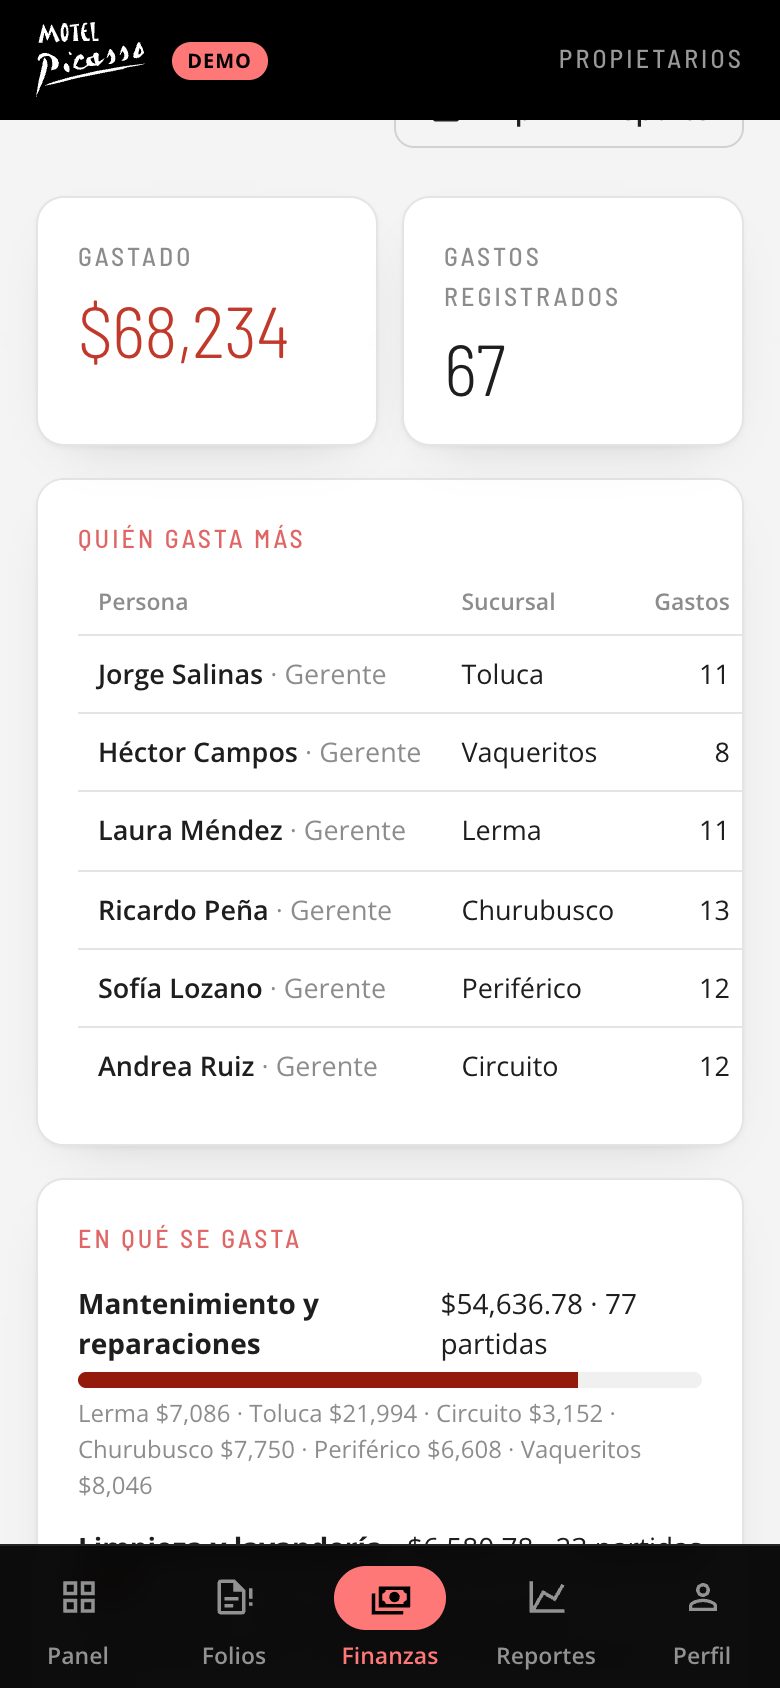 MOTEL
Picasso
DEMO
PROPIETARIOS
GASTADO
$68,234
GASTOS
REGISTRADOS
67
QUIÉN GASTA MÁS
Persona Sucursal Gastos
Jorge Salinas · Gerente Toluca 11
Héctor Campos · Gerente Vaqueritos 8
Laura Méndez · Gerente Lerma 11
Ricardo Peña · Gerente Churubusco 13
Sofía Lozano · Gerente Periférico 12
Andrea Ruiz · Gerente Circuito 12
EN QUÉ SE GASTA
Mantenimiento y $54,636.78 · 77
reparaciones partidas
Lerma $7,086 · Toluca $21,994 · Circuito $3,152 ·
Churubusco $7,750 · Periférico $6,608 · Vaqueritos
$8,046
Limpieza y lavandería
Panel Folios Finanzas Reportes Perfil